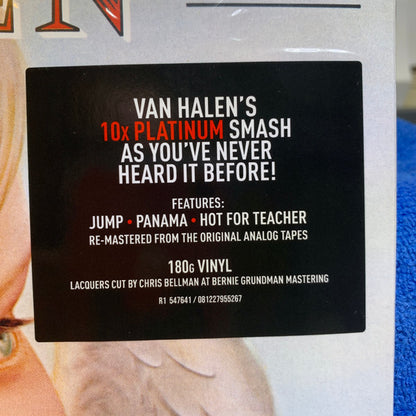 EN
VAN HALEN'S
10x PLATINUM SMASH
AS YOU'VE NEVER
HEARD IT BEFORE!
FEATURES:
JUMP • PANAMA • HOT FOR TEACHER
RE-MASTERED FROM THE ORIGINAL ANALOG TAPES
180G VINYL
LACQUERS CUT BY CHRIS BELLMAN AT BERNIE GRUNDMAN MASTERING
R1 547641 / 081227955267